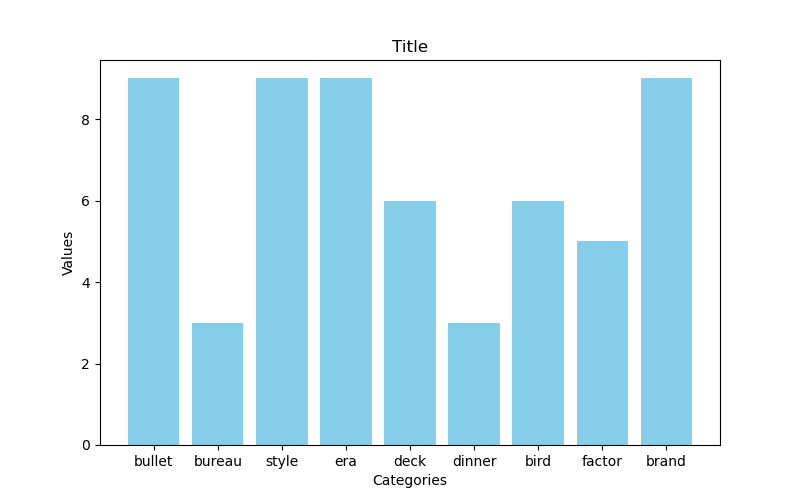 Title
8
6
4
2
0
Values
bullet bureau style era deck dinner bird factor brand
Categories